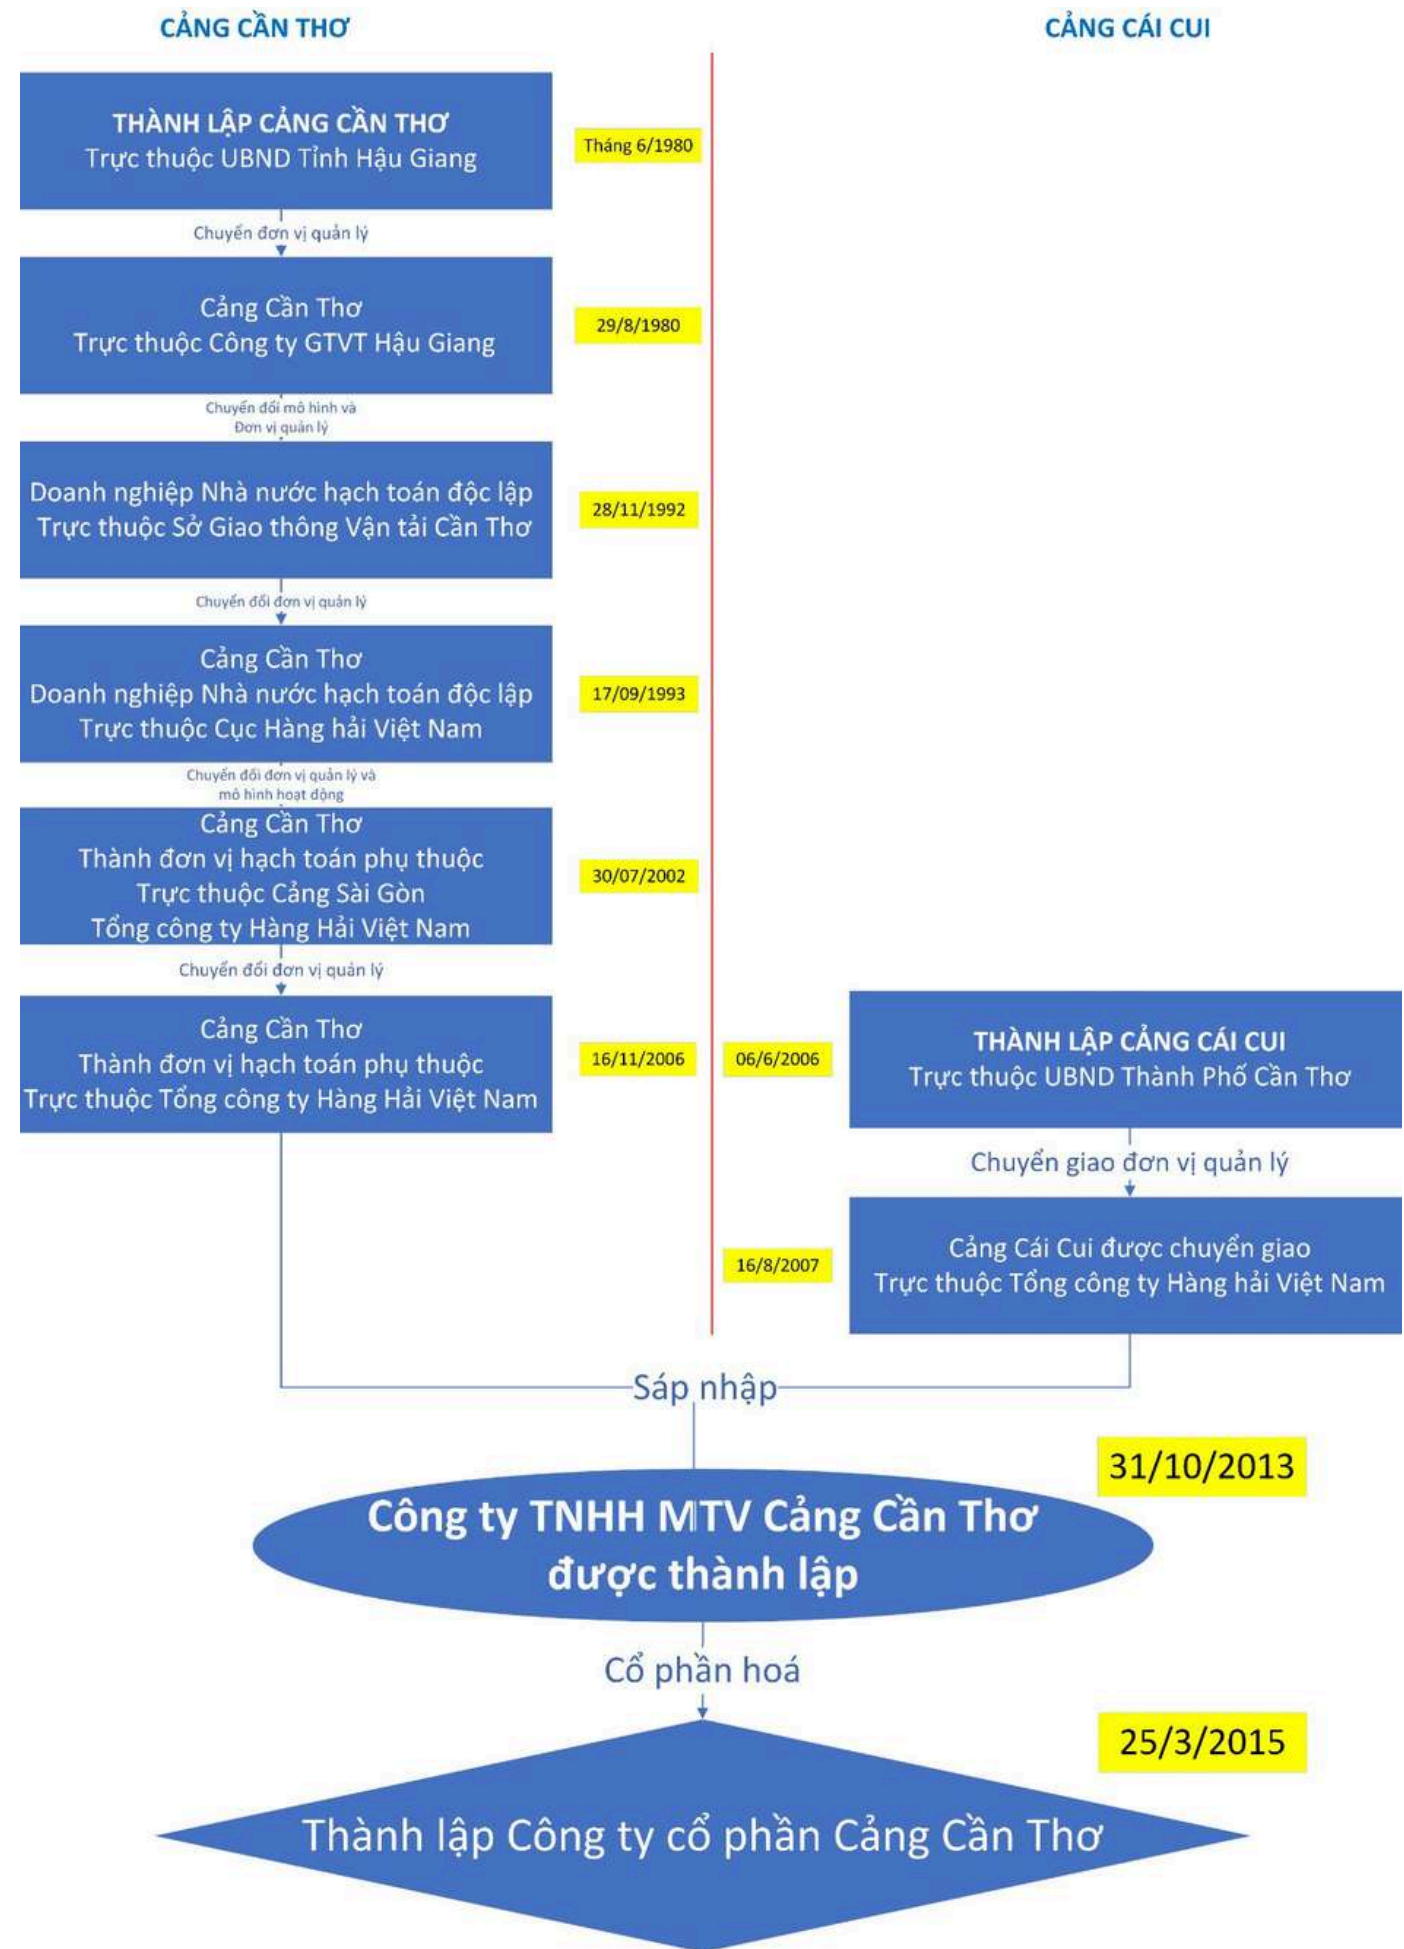 CẢNG CẦN THƠ
CẢNG CÁI CUI
THÀNH LẬP CẢNG CẦN THƠ
Trực thuộc UBND Tỉnh Hậu Giang
Tháng 6/1980
Chuyển đơn vị quản lý
Cảng Cần Thơ
Trực thuộc Công ty GTVT Hậu Giang
29/8/1980
Chuyển đổi mô hình và
Đơn vị quản lý
Doanh nghiệp Nhà nước hạch toán độc lập
Trực thuộc Sở Giao thông Vận tải Cần Thơ
28/11/1992
Chuyển đổi đơn vị quản lý
Cảng Cần Thơ
Doanh nghiệp Nhà nước hạch toán độc lập
Trực thuộc Cục Hàng hải Việt Nam
17/09/1993
Chuyển đổi đơn vị quản lý và
mô hình hoạt động
Cảng Cần Thơ
Thành đơn vị hạch toán phụ thuộc
Trực thuộc Cảng Sài Gòn
Tổng công ty Hàng Hải Việt Nam
30/07/2002
Chuyển đổi đơn vị quản lý
Cảng Cần Thơ
Thành đơn vị hạch toán phụ thuộc
Trực thuộc Tổng công ty Hàng Hải Việt Nam
16/11/2006
06/6/2006
THÀNH LẬP CẢNG CÁI CUI
Trực thuộc UBND Thành Phố Cần Thơ
Chuyển giao đơn vị quản lý
16/8/2007
Cảng Cái Cui được chuyển giao
Trực thuộc Tổng công ty Hàng hải Việt Nam
Sáp nhập
31/10/2013
Công ty TNHH MTV Cảng Cần Thơ
được thành lập
Cổ phần hoá
25/3/2015
Thành lập Công ty cổ phần Cảng Cần Thơ